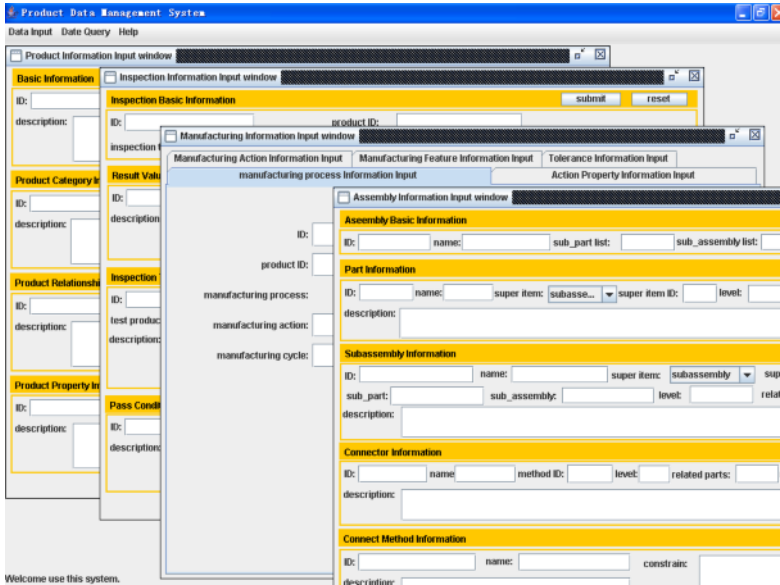 Product Data Management System
Data Input Date Query Help
Product Information Input window
Basic Information
ID:
description:
Product Category In
ID:
description:
Product Relationshi
ID:
description:
Product Property In
ID:
description:
Inspection Information Input window
Inspection Basic Information submit reset
ID: product ID:
inspection t
Result Valu
ID:
description
Inspection
ID:
test produc
description:
Pass Condit
ID:
description:
Manufacturing Information Input window
Manufacturing Action Information Input Manufacturing Feature Information Input Tolerance Information Input
manufacturing process Information Input Action Property Information Input
ID:
product ID:
manufacturing process:
manufacturing action:
manufacturing cycle:
Assembly Information Input window
Aseembly Basic Information
ID: name: sub_part list: sub_assembly list:
Part Information
ID: name: super item: subasse... super item ID: level:
description:
Subassembly Information
ID: name: super item: subassembly sup
sub_part: sub_assembly: level: relat
description:
Connector Information
ID: name method ID: level: related parts:
description:
Connect Method Information
ID: name: constrain:
description:
Welcome use this system.